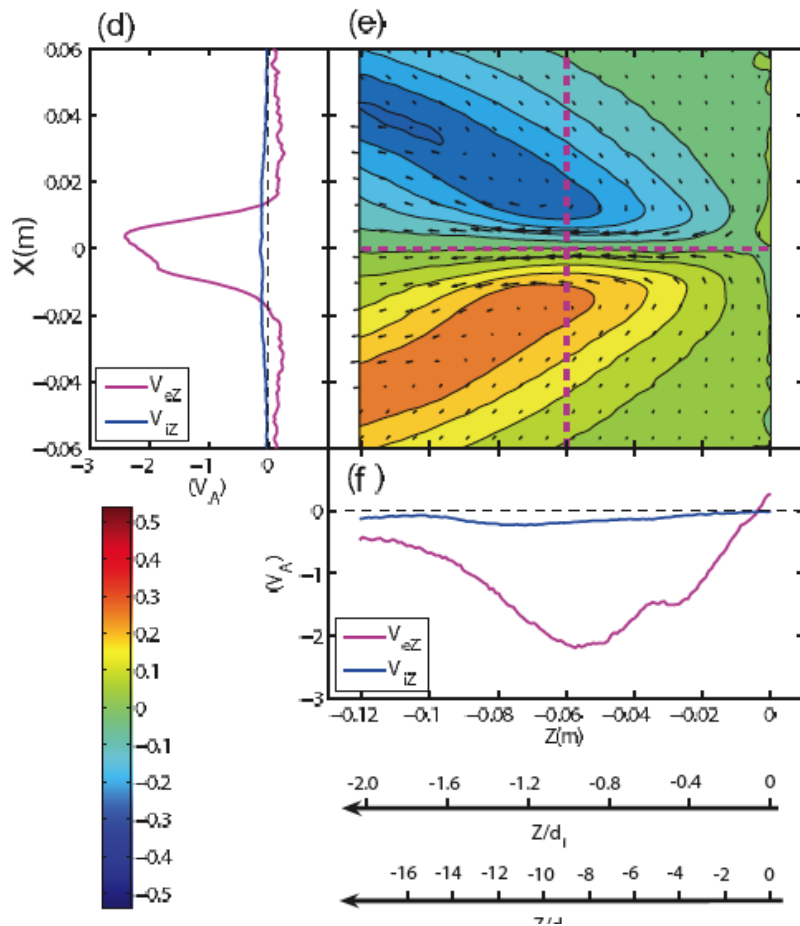 (d)
(e)
0.06
0.04
0.02
0
−0.02
−0.04
−0.06
X(m)
V_eZ
V_iZ
−3 −2 −1 0
(V_A)
0.5
0.4
0.3
0.2
0.1
0
−0.1
−0.2
−0.3
−0.4
−0.5
(f)
0
−1
−2
−3
(V_A)
V_eZ
V_iZ
−0.12 −0.1 −0.08 −0.06 −0.04 −0.02 0
Z(m)
-2.0 -1.6 -1.2 -0.8 -0.4 0
Z/d_i
-16 -14 -12 -10 -8 -6 -4 -2 0